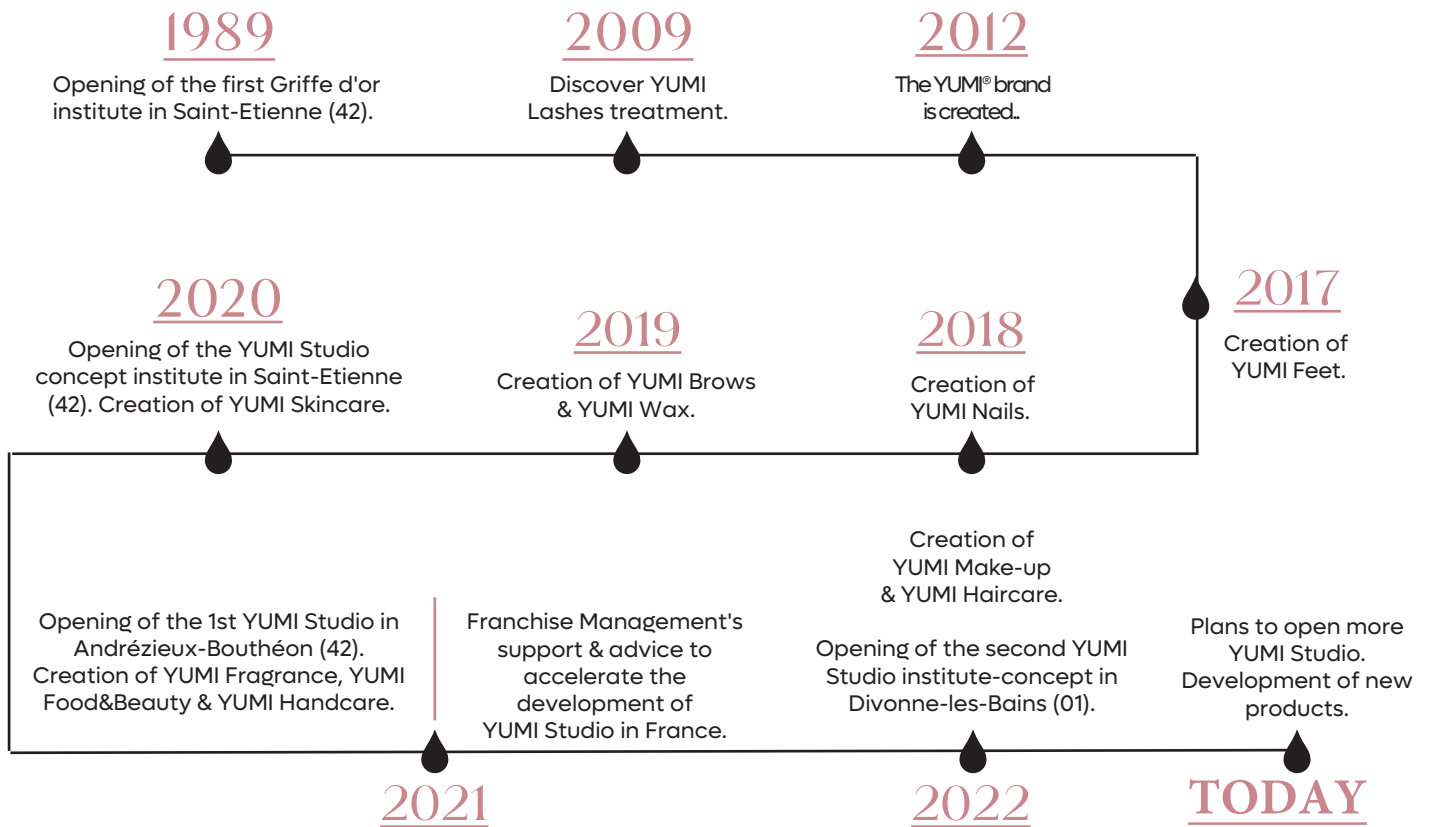 1989
Opening of the first Griffe d'or
institute in Saint-Etienne (42).
2009
Discover YUMI
Lashes treatment.
2012
The YUMI® brand
is created..
2017
Creation of
YUMI Feet.
2018
Creation of
YUMI Nails.
2019
Creation of YUMI Brows
& YUMI Wax.
2020
Opening of the YUMI Studio
concept institute in Saint-Etienne
(42). Creation of YUMI Skincare.
Opening of the 1st YUMI Studio in
Andrézieux-Bouthéon (42).
Creation of YUMI Fragrance, YUMI
Food&Beauty & YUMI Handcare.
Franchise Management's
support & advice to
accelerate the
development of
YUMI Studio in France.
2021
Creation of
YUMI Make-up
& YUMI Haircare.
Opening of the second YUMI
Studio institute-concept in
Divonne-les-Bains (01).
2022
Plans to open more
YUMI Studio.
Development of new
products.
TODAY